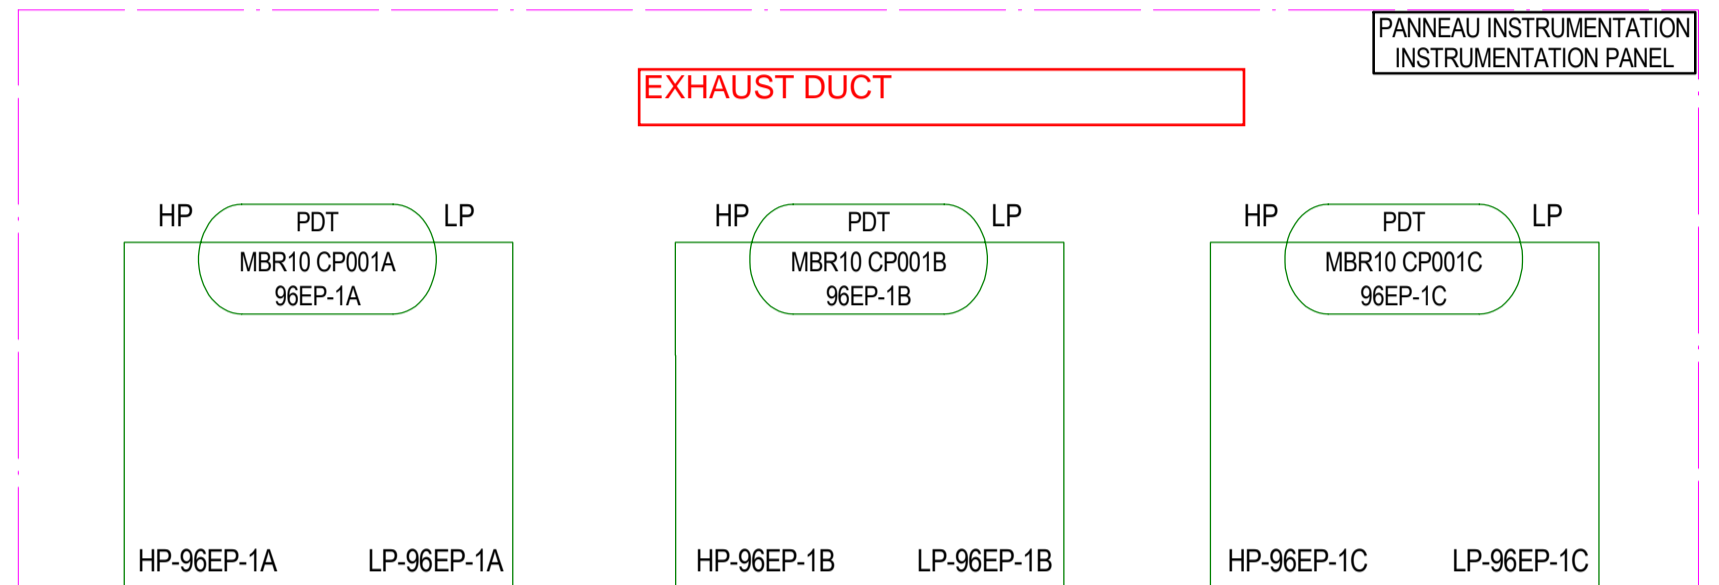 PANNEAU INSTRUMENTATION
INSTRUMENTATION PANEL
EXHAUST DUCT
HP PDT LP HP PDT LP HP PDT LP
MBR10 CP001A MBR10 CP001B MBR10 CP001C
96EP-1A 96EP-1B 96EP-1C
HP-96EP-1A LP-96EP-1A HP-96EP-1B LP-96EP-1B HP-96EP-1C LP-96EP-1C